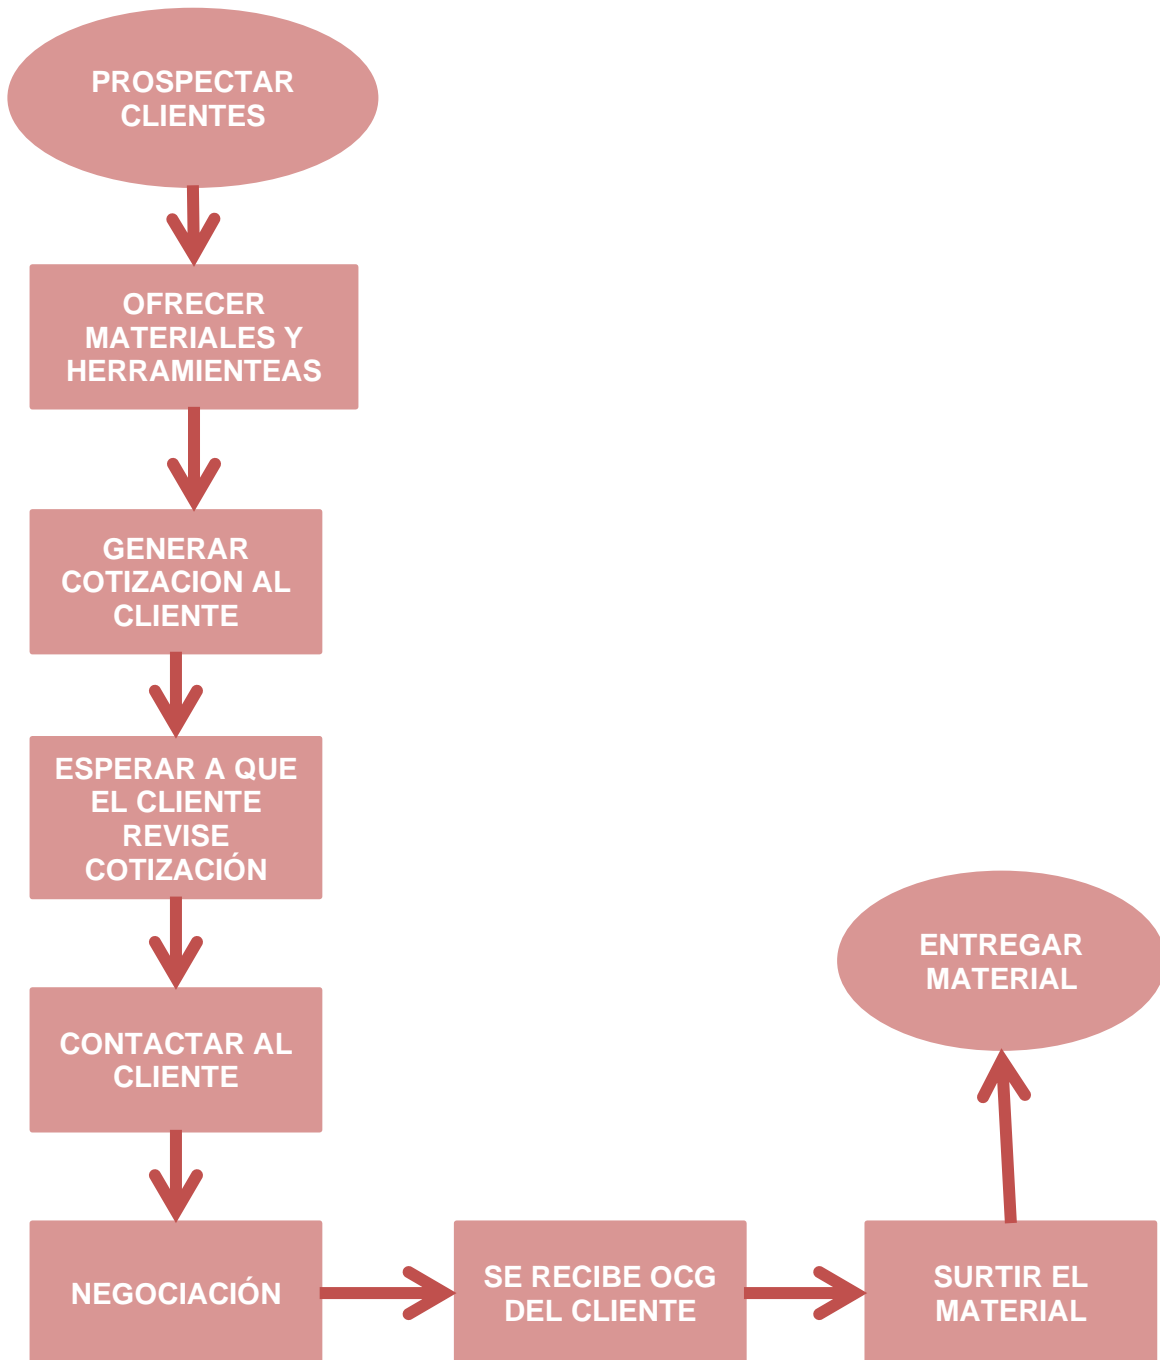 PROSPECTAR
CLIENTES
OFRECER
MATERIALES Y
HERRAMIENTEAS
GENERAR
COTIZACION AL
CLIENTE
ESPERAR A QUE
EL CLIENTE
REVISE
COTIZACIÓN
CONTACTAR AL
CLIENTE
NEGOCIACIÓN
SE RECIBE OCG
DEL CLIENTE
SURTIR EL
MATERIAL
ENTREGAR
MATERIAL